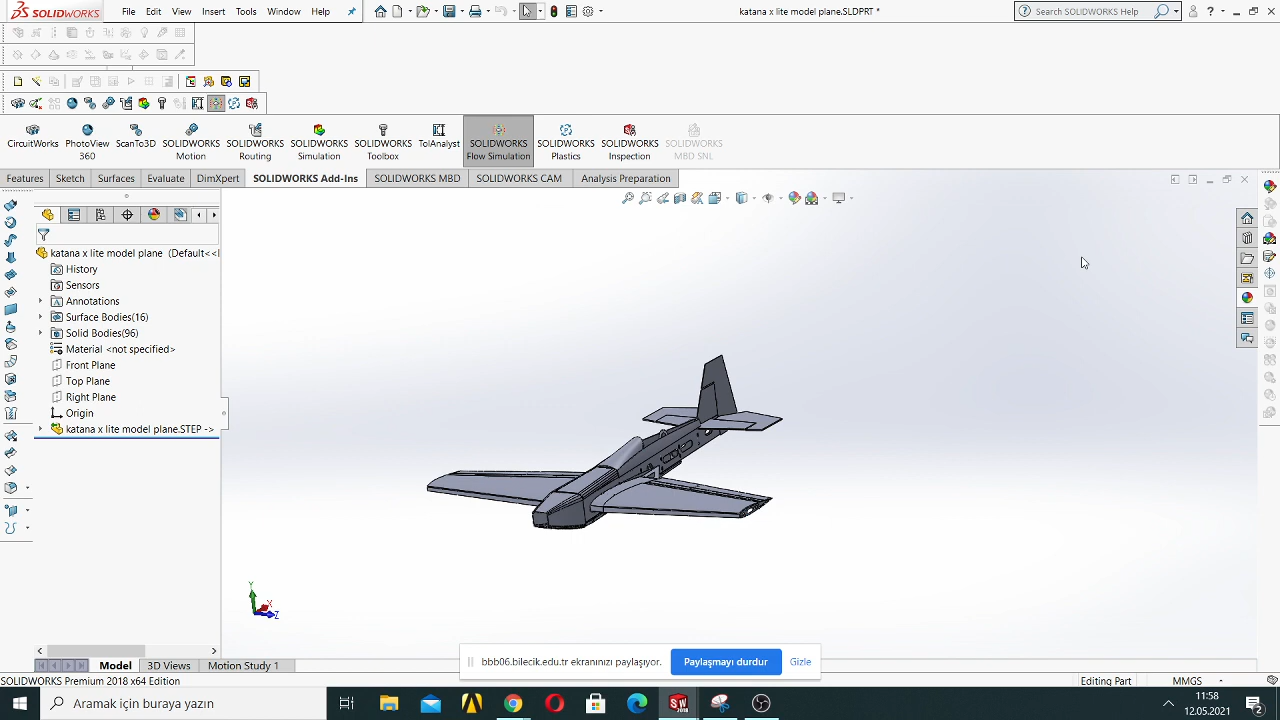 SOLIDWORKS File Edit View Insert Tools Window Help katana x lite model plane.SLDPRT * Search SOLIDWORKS Help
CircuitWorks
PhotoView
360
ScanTo3D
SOLIDWORKS
Motion
SOLIDWORKS
Routing
SOLIDWORKS
Simulation
SOLIDWORKS
Toolbox
TolAnalyst
SOLIDWORKS
Flow Simulation
SOLIDWORKS
Plastics
SOLIDWORKS
Inspection
SOLIDWORKS
MBD SNL
Features Sketch Surfaces Evaluate DimXpert SOLIDWORKS Add-Ins SOLIDWORKS MBD SOLIDWORKS CAM Analysis Preparation
katana x lite model plane (Default<<
History
Sensors
Annotations
Surface Bodies(16)
Solid Bodies(96)
Material <not specified>
Front Plane
Top Plane
Right Plane
Origin
katana x lite model plane.STEP ->
Y
X
Z
bbb06.bilecik.edu.tr ekranınızı paylaşıyor. Paylaşmayı durdur Gizle
Model 3D Views Motion Study 1
SOLIDWORKS Premium 2018 x64 Edition Editing Part MMGS
Aramak için buraya yazın
SW
2018
11:58
12.05.2021
2